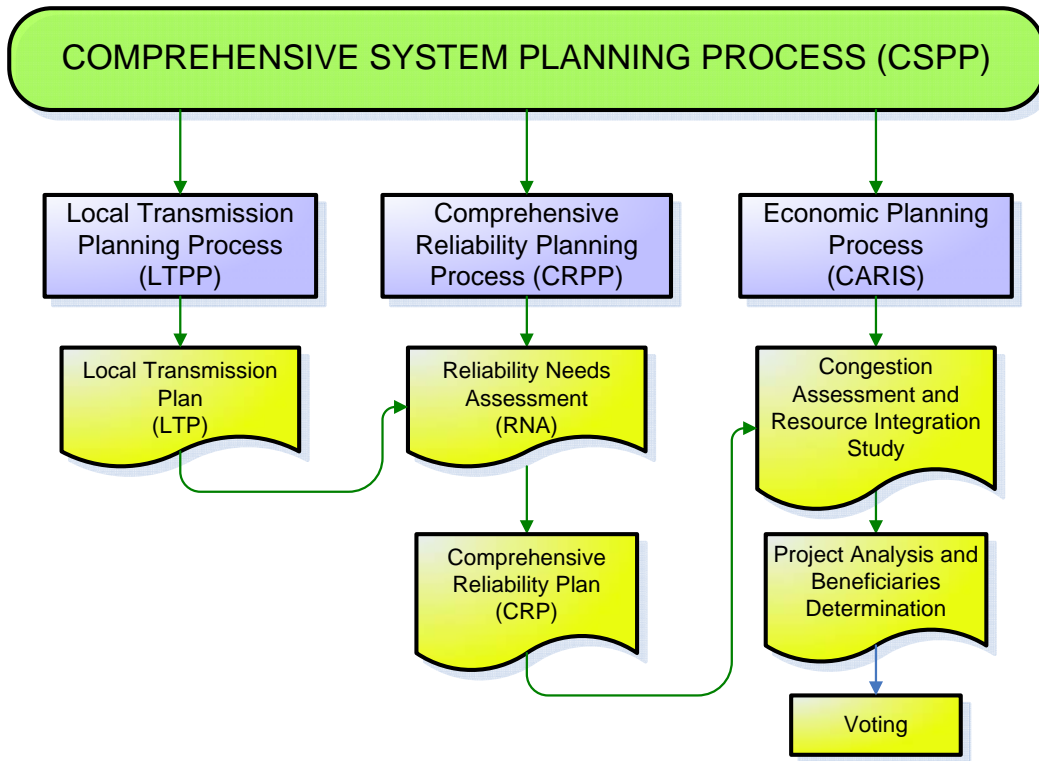 COMPREHENSIVE SYSTEM PLANNING PROCESS (CSPP)
Local Transmission
Planning Process
(LTPP)
Comprehensive
Reliability Planning
Process (CRPP)
Economic Planning
Process
(CARIS)
Local Transmission
Plan
(LTP)
Reliability Needs
Assessment
(RNA)
Congestion
Assessment and
Resource Integration
Study
Comprehensive
Reliability Plan
(CRP)
Project Analysis and
Beneficiaries
Determination
Voting